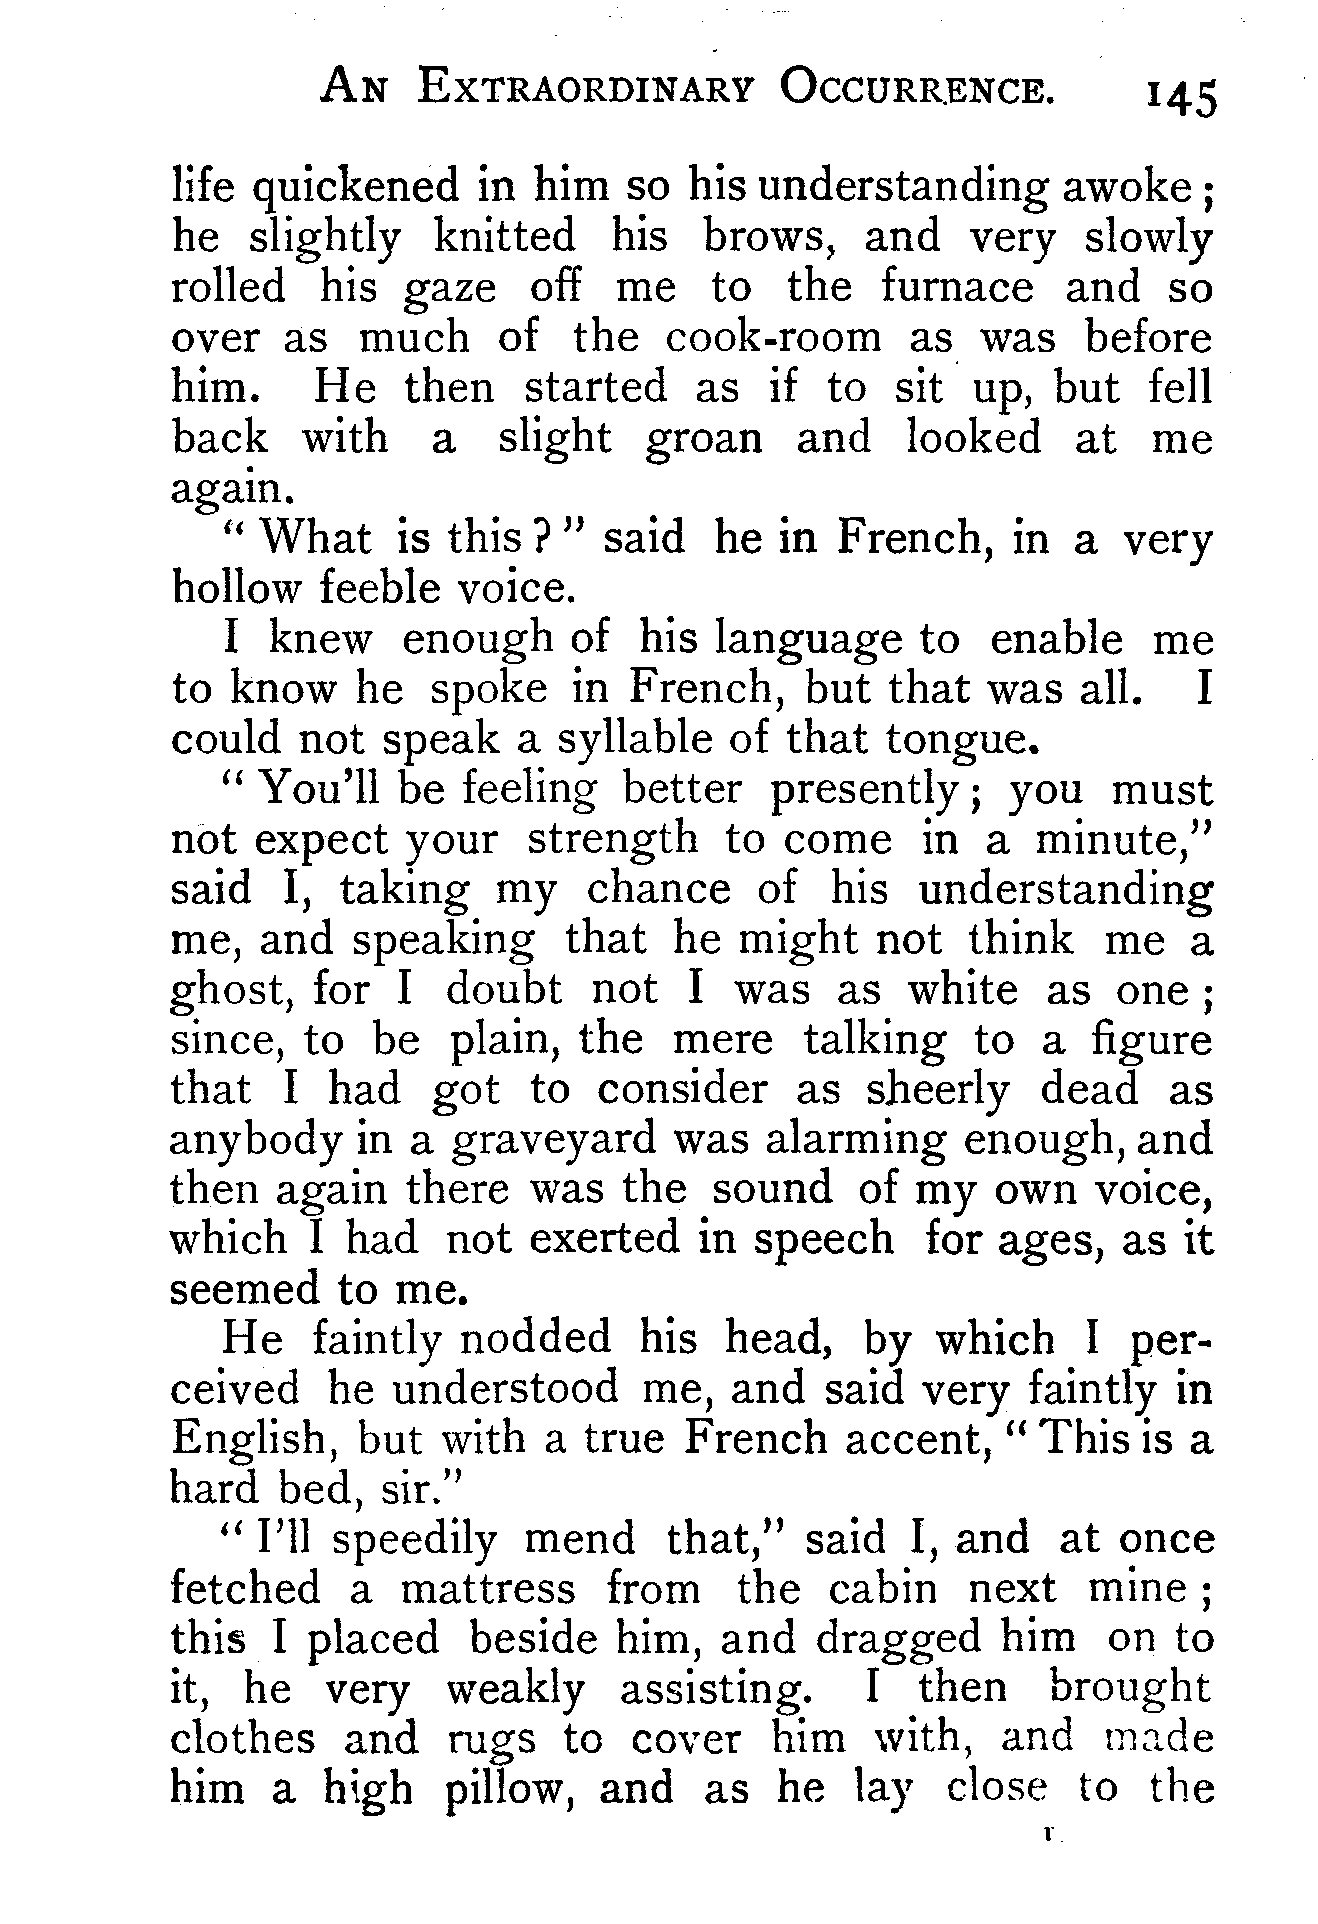 AN EXTRAORDINARY OCCURRENCE. 145
life quickened in him so his understanding awoke ;
he slightly knitted his brows, and very slowly
rolled his gaze off me to the furnace and so
over as much of the cook-room as was before
him. He then started as if to sit up, but fell
back with a slight groan and looked at me
again.
“ What is this ? ” said he in French, in a very
hollow feeble voice.
I knew enough of his language to enable me
to know he spoke in French, but that was all. I
could not speak a syllable of that tongue.
“ You’ll be feeling better presently ; you must
not expect your strength to come in a minute,”
said I, taking my chance of his understanding
me, and speaking that he might not think me a
ghost, for I doubt not I was as white as one ;
since, to be plain, the mere talking to a figure
that I had got to consider as sheerly dead as
anybody in a graveyard was alarming enough, and
then again there was the sound of my own voice,
which I had not exerted in speech for ages, as it
seemed to me.
He faintly nodded his head, by which I per-
ceived he understood me, and said very faintly in
English, but with a true French accent, “ This is a
hard bed, sir.”
“ I’ll speedily mend that,” said I, and at once
fetched a mattress from the cabin next mine ;
this I placed beside him, and dragged him on to
it, he very weakly assisting. I then brought
clothes and rugs to cover him with, and made
him a high pillow, and as he lay close to the